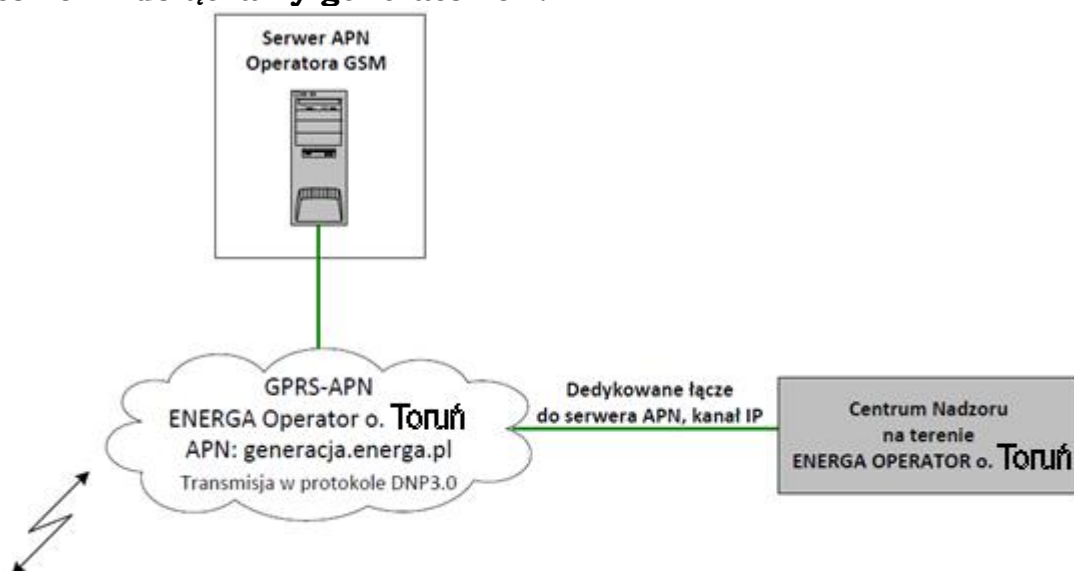 Serwer APN
Operatora GSM
GPRS-APN
ENERGA Operator o. Toruń
APN: generacja.energa.pl
Transmisja w protokole DNP3.0
Dedykowane łącze
do serwera APN, kanał IP
Centrum Nadzoru
na terenie
ENERGA OPERATOR o. Toruń